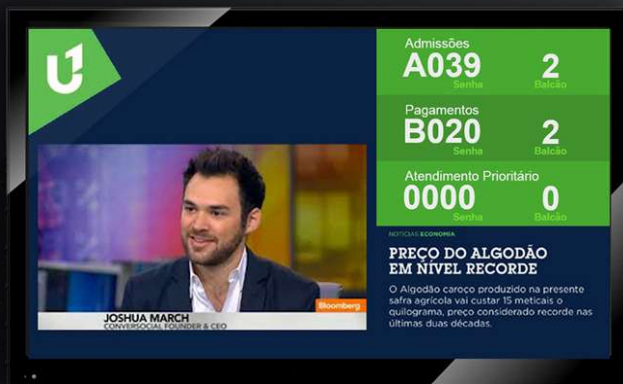 U1
Admissões
A039 2
Senha Balcão
Pagamentos
B020 2
Senha Balcão
Atendimento Prioritário
0000 0
Senha Balcão
Bloomberg
JOSHUA MARCH
CONVERSOCIAL FOUNDER & CEO
NOTÍCIAS ECONOMIA
PREÇO DO ALGODÃO
EM NÍVEL RECORDE
O Algodão caroço produzido na presente
safra agrícola vai custar 15 meticais o
quilograma, preço considerado recorde nas
últimas duas décadas.